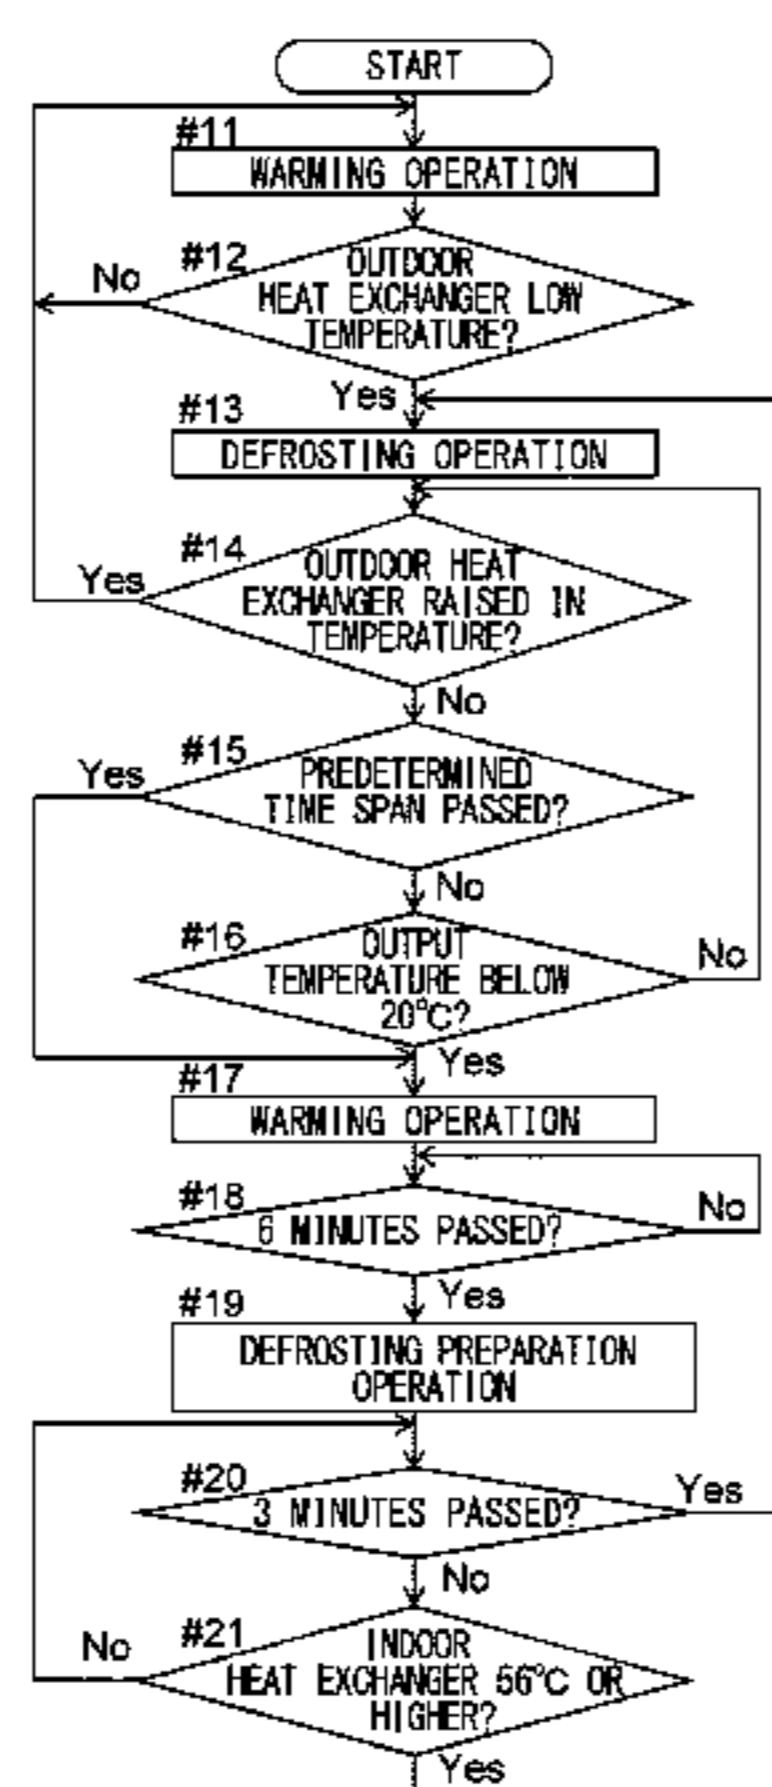 START
#11
WARMING OPERATION
#12
No
OUTDOOR
HEAT EXCHANGER LOW
TEMPERATURE?
Yes
#13
DEFROSTING OPERATION
#14
Yes
OUTDOOR HEAT
EXCHANGER RAISED IN
TEMPERATURE?
No
#15
Yes
PREDETERMINED
TIME SPAN PASSED?
No
#16
OUTPUT
TEMPERATURE BELOW
20°C?
No
Yes
#17
WARMING OPERATION
#18
6 MINUTES PASSED?
No
Yes
#19
DEFROSTING PREPARATION
OPERATION
#20
3 MINUTES PASSED?
Yes
No
#21
No
INDOOR
HEAT EXCHANGER 56°C OR
HIGHER?
Yes